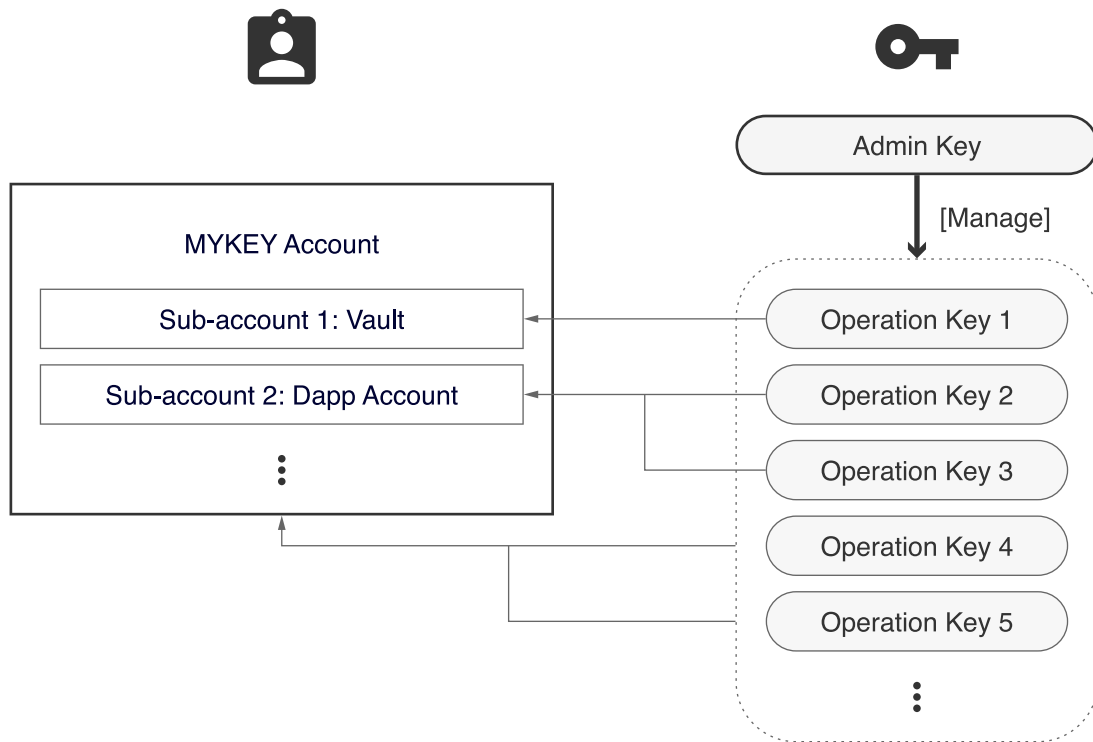 Admin Key
[Manage]
MYKEY Account
Sub-account 1: Vault
Sub-account 2: Dapp Account
Operation Key 1
Operation Key 2
Operation Key 3
Operation Key 4
Operation Key 5